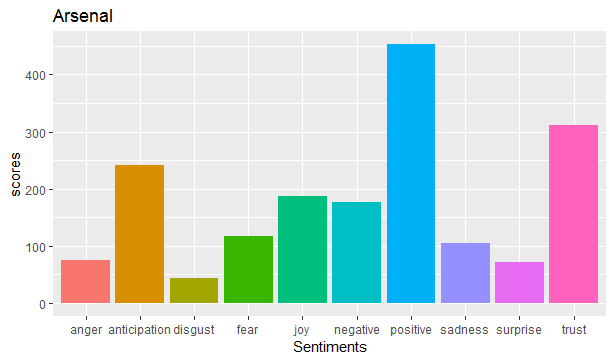 Arsenal
scores
400
300
200
100
0
anger anticipation disgust fear joy negative positive sadness surprise trust
Sentiments